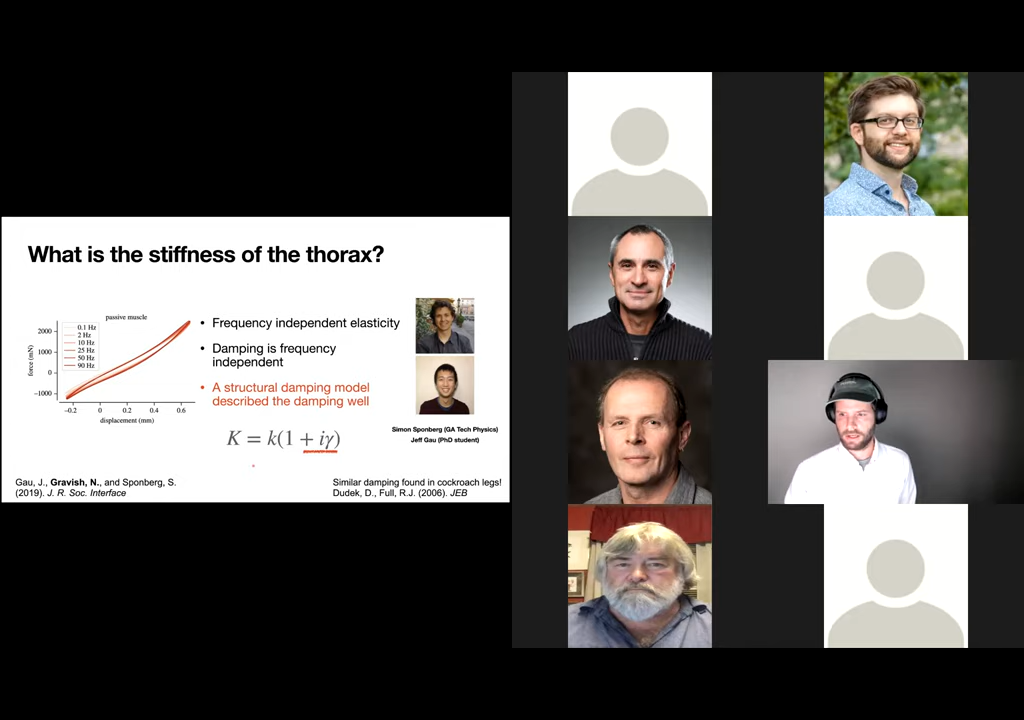 What is the stiffness of the thorax?
passive muscle
0.1 Hz
2 Hz
10 Hz
25 Hz
50 Hz
90 Hz
2000
1000
0
−1000
force (mN)
−0.2 0 0.2 0.4 0.6
displacement (mm)
• Frequency independent elasticity
• Damping is frequency
independent
• A structural damping model
described the damping well
K = k(1 + iγ)
Simon Sponberg (GA Tech Physics)
Jeff Gau (PhD student)
Gau, J., Gravish, N., and Sponberg, S.
(2019). J. R. Soc. Interface
Similar damping found in cockroach legs!
Dudek, D., Full, R.J. (2006). JEB